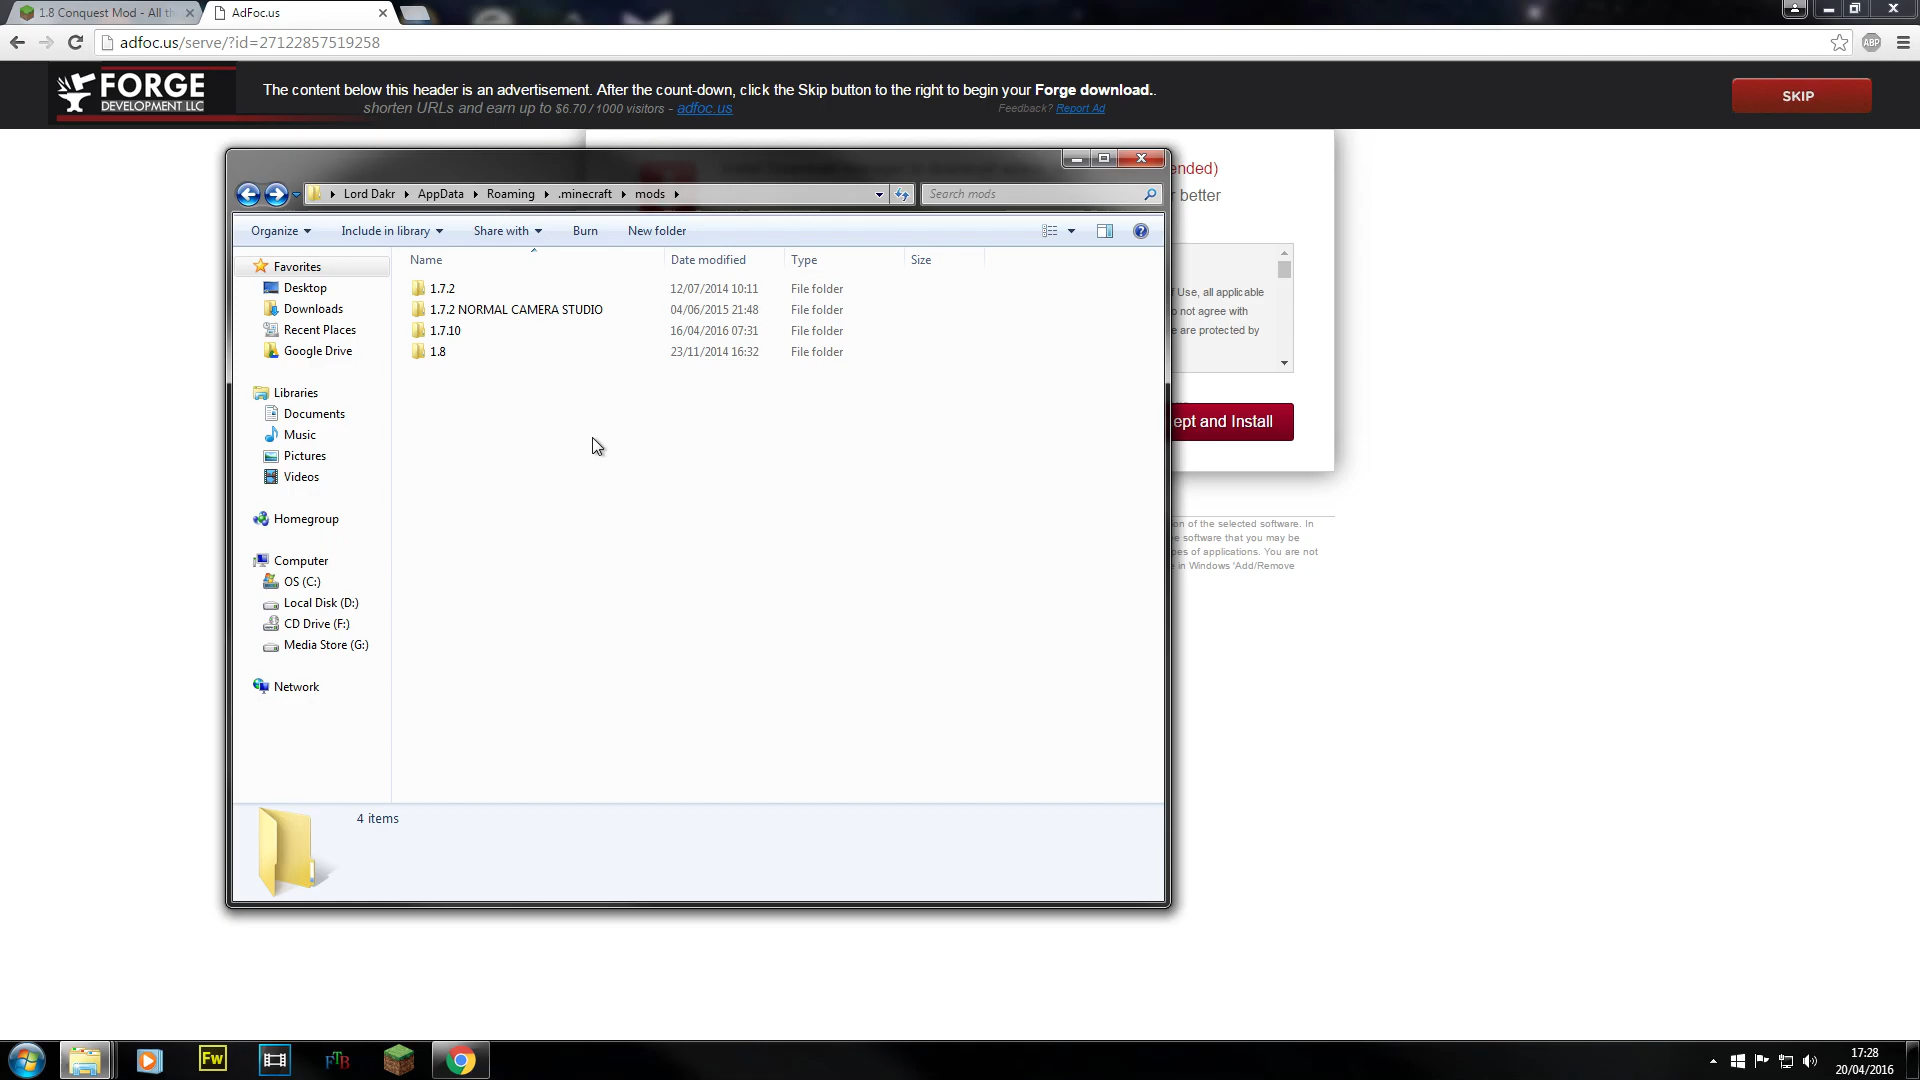 1.8 Conquest Mod - All th
AdFoc.us
adfoc.us/serve/?id=27122857519258
ABP
FORGE
DEVELOPMENT LLC
The content below this header is an advertisement. After the count-down, click the Skip button to the right to begin your Forge download..
shorten URLs and earn up to $6.70 / 1000 visitors - adfoc.us
Feedback? Report Ad
SKIP
nded)
better
Lord Dakr
AppData
Roaming
.minecraft
mods
Search mods
Organize
Include in library
Share with
Burn
New folder
Name
Date modified
Type
Size
1.7.2
12/07/2014 10:11
File folder
1.7.2 NORMAL CAMERA STUDIO
04/06/2015 21:48
File folder
1.7.10
16/04/2016 07:31
File folder
1.8
23/11/2014 16:32
File folder
Favorites
Desktop
Downloads
Recent Places
Google Drive
Libraries
Documents
Music
Pictures
Videos
Homegroup
Computer
OS (C:)
Local Disk (D:)
CD Drive (F:)
Media Store (G:)
Network
4 items
f Use, all applicable
o not agree with
e are protected by
ept and Install
on of the selected software. In
e software that you may be
pes of applications. You are not
e in Windows 'Add/Remove
Fw
FTB
17:28
20/04/2016